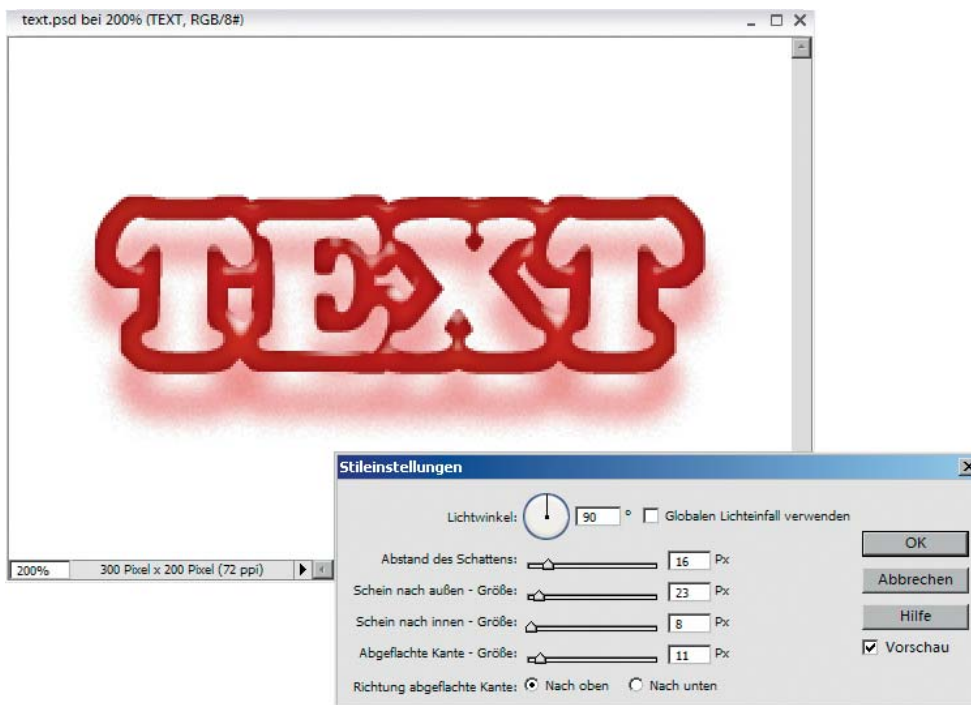 text.psd bei 200% (TEXT, RGB/8#)
TEXT
200% 300 Pixel x 200 Pixel (72 ppi)
Stileinstellungen
Lichtwinkel: 90 ° Globalen Lichteinfall verwenden
OK
Abstand des Schattens: 16 Px
Abbrechen
Schein nach außen - Größe: 23 Px
Hilfe
Schein nach innen - Größe: 8 Px
Vorschau
Abgeflachte Kante - Größe: 11 Px
Richtung abgeflachte Kante: Nach oben Nach unten